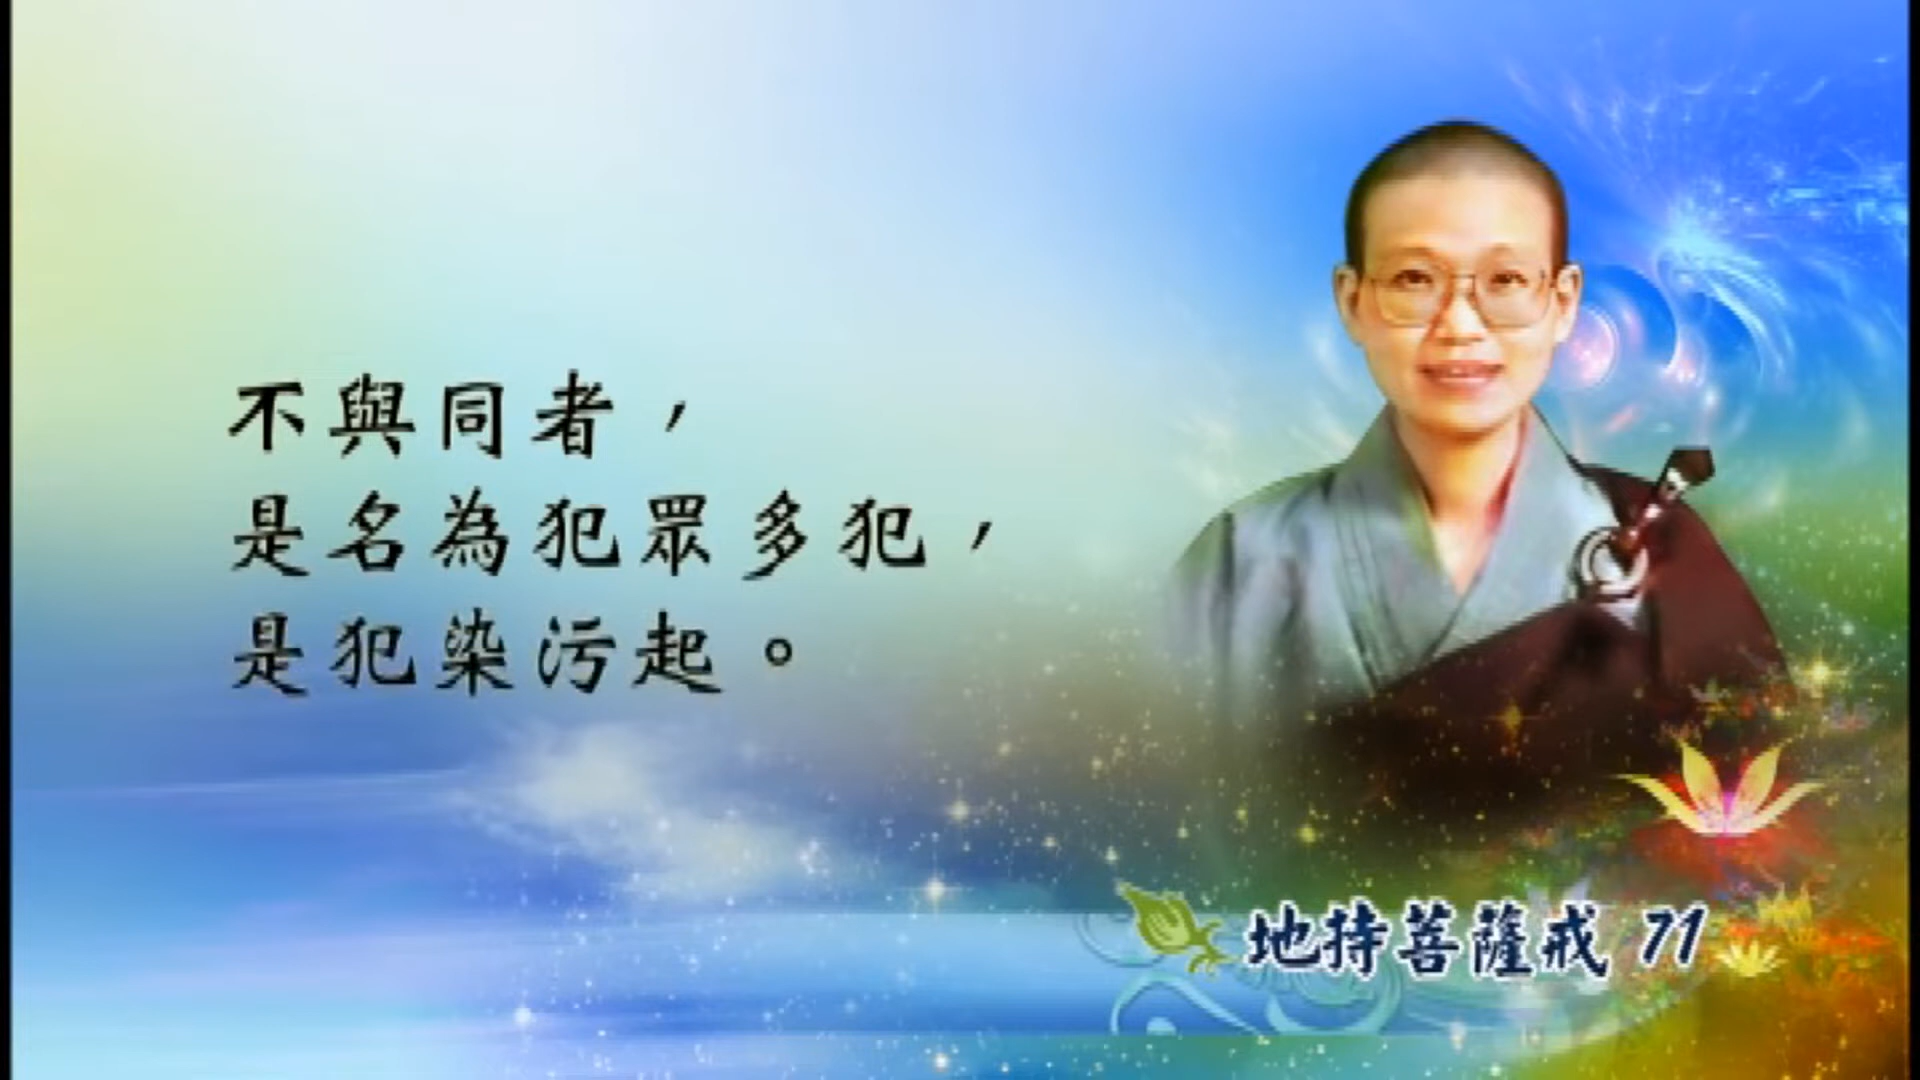 不與同者，
是名為犯眾多犯，
是犯染污起。
地持菩薩戒 71